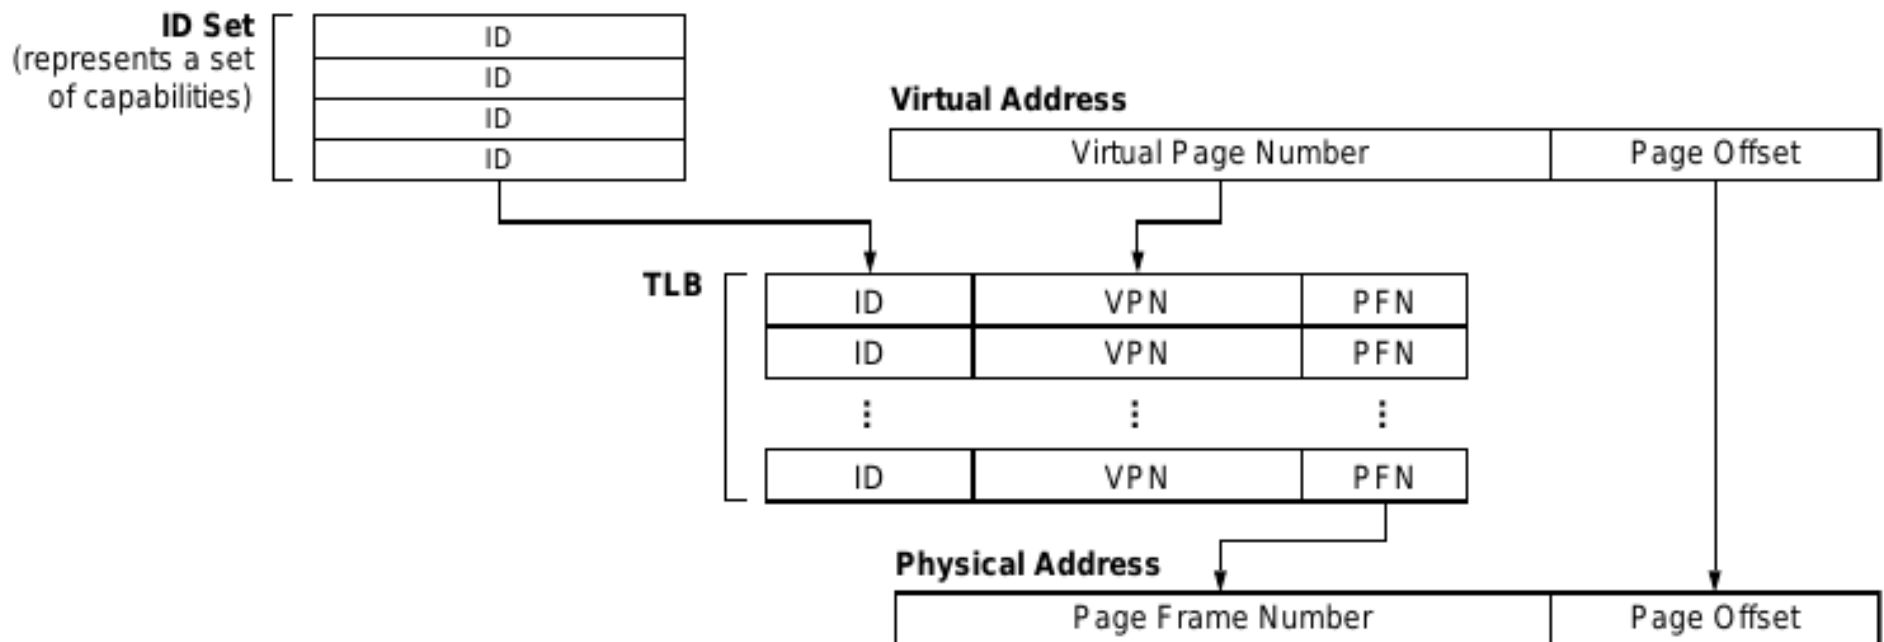 ID Set
(represents a set
of capabilities)
ID
ID
ID
ID
Virtual Address
Virtual Page Number Page Offset
TLB
ID VPN PFN
ID VPN PFN
ID VPN PFN
Physical Address
Page Frame Number Page Offset